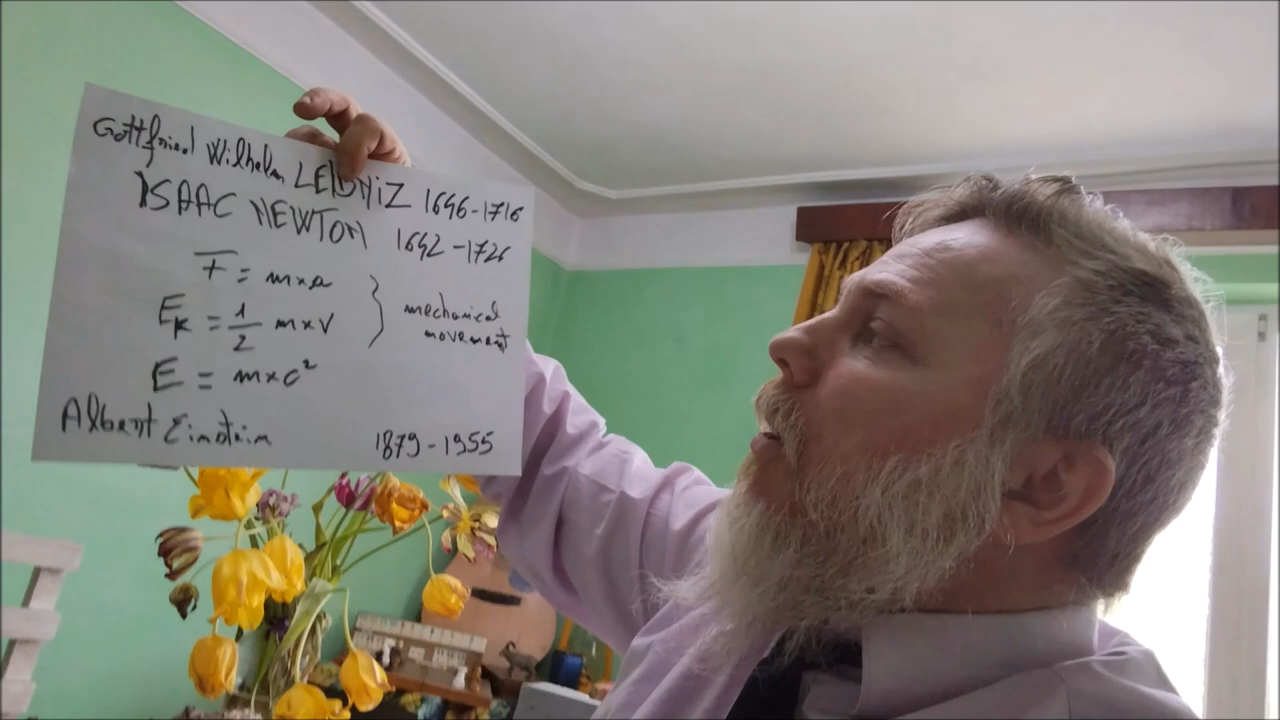 Gottfried Wilhelm LEIBNIZ 1646-1716
ISAAC NEWTON 1642-1726
F = m×a
Ek = 1/2 m×v } mechanical movement
E = m×c²
Albert Einstein 1879-1955